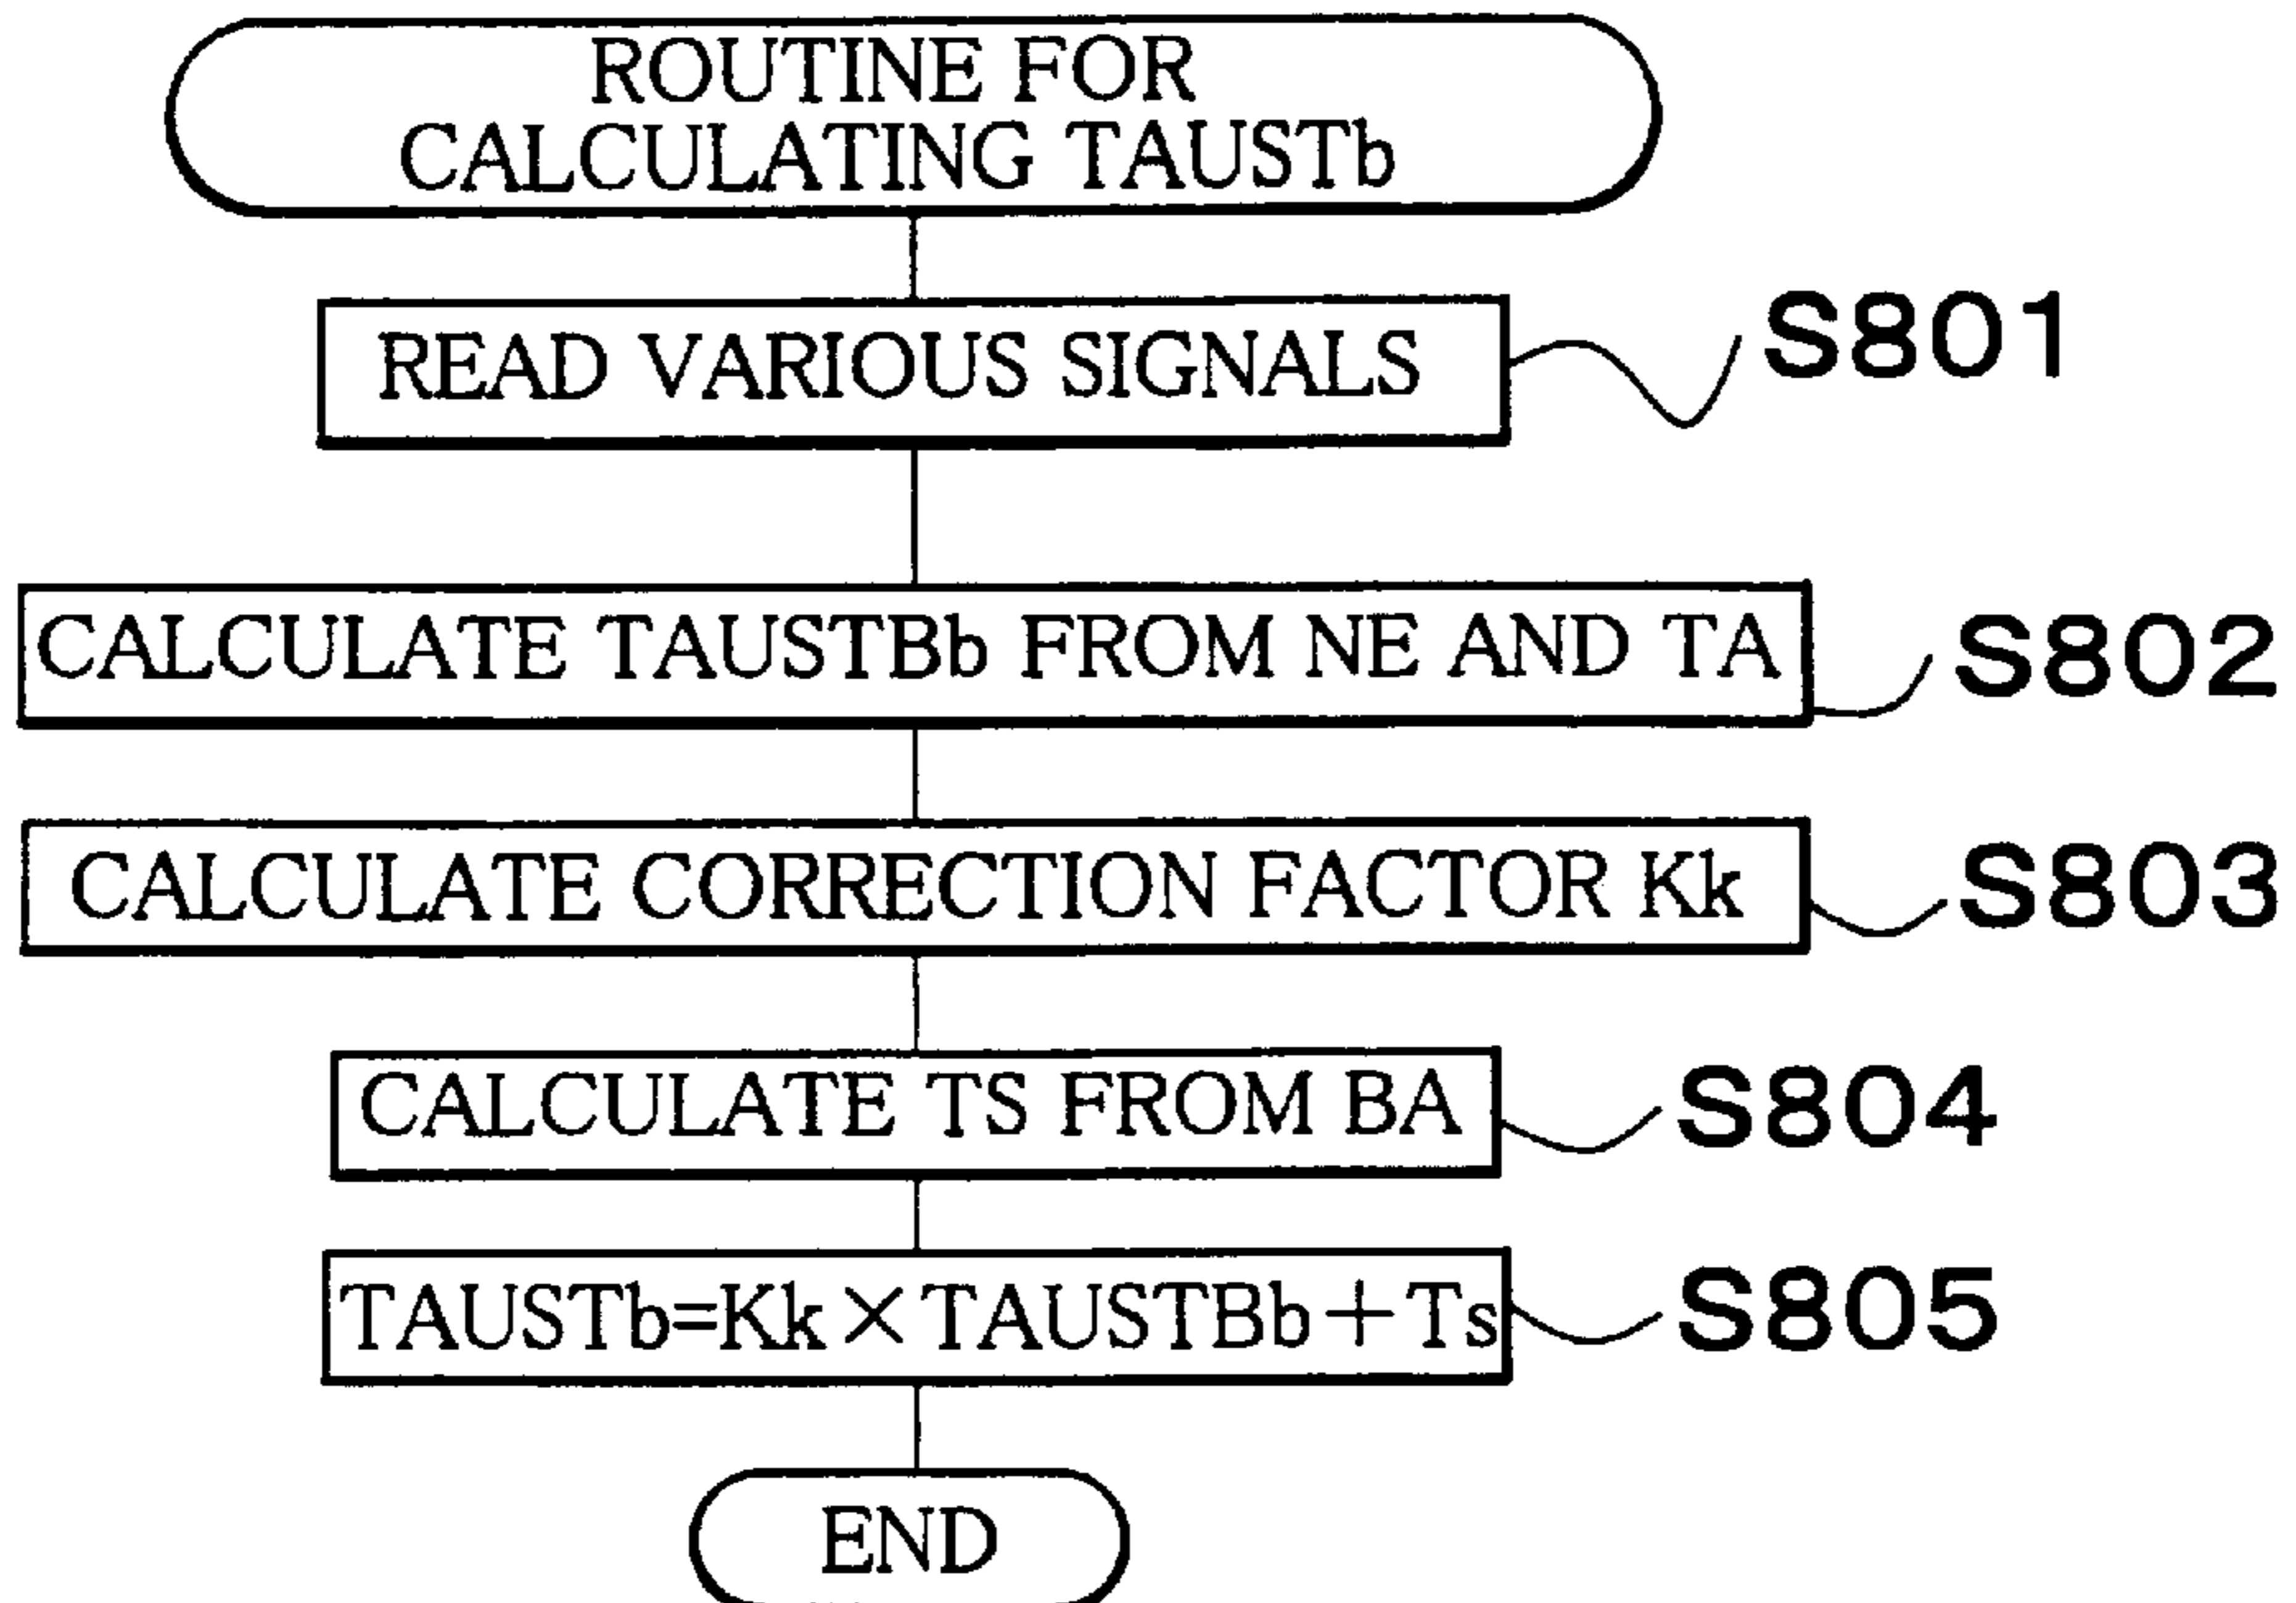 ROUTINE FOR
CALCULATING TAUSTb
READ VARIOUS SIGNALS
S801
CALCULATE TAUSTBb FROM NE AND TA
S802
CALCULATE CORRECTION FACTOR Kk
S803
CALCULATE TS FROM BA
S804
TAUSTb=Kk×TAUSTBb+Ts
S805
END